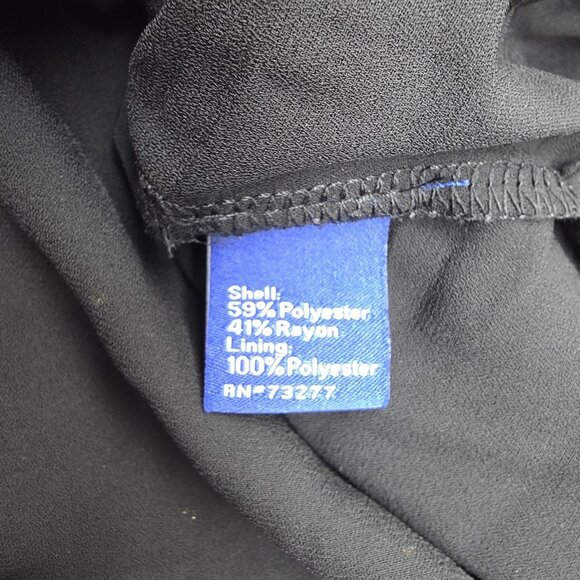 Shell:
59% Polyester
41% Rayon
Lining:
100% Polyester
RN#73277